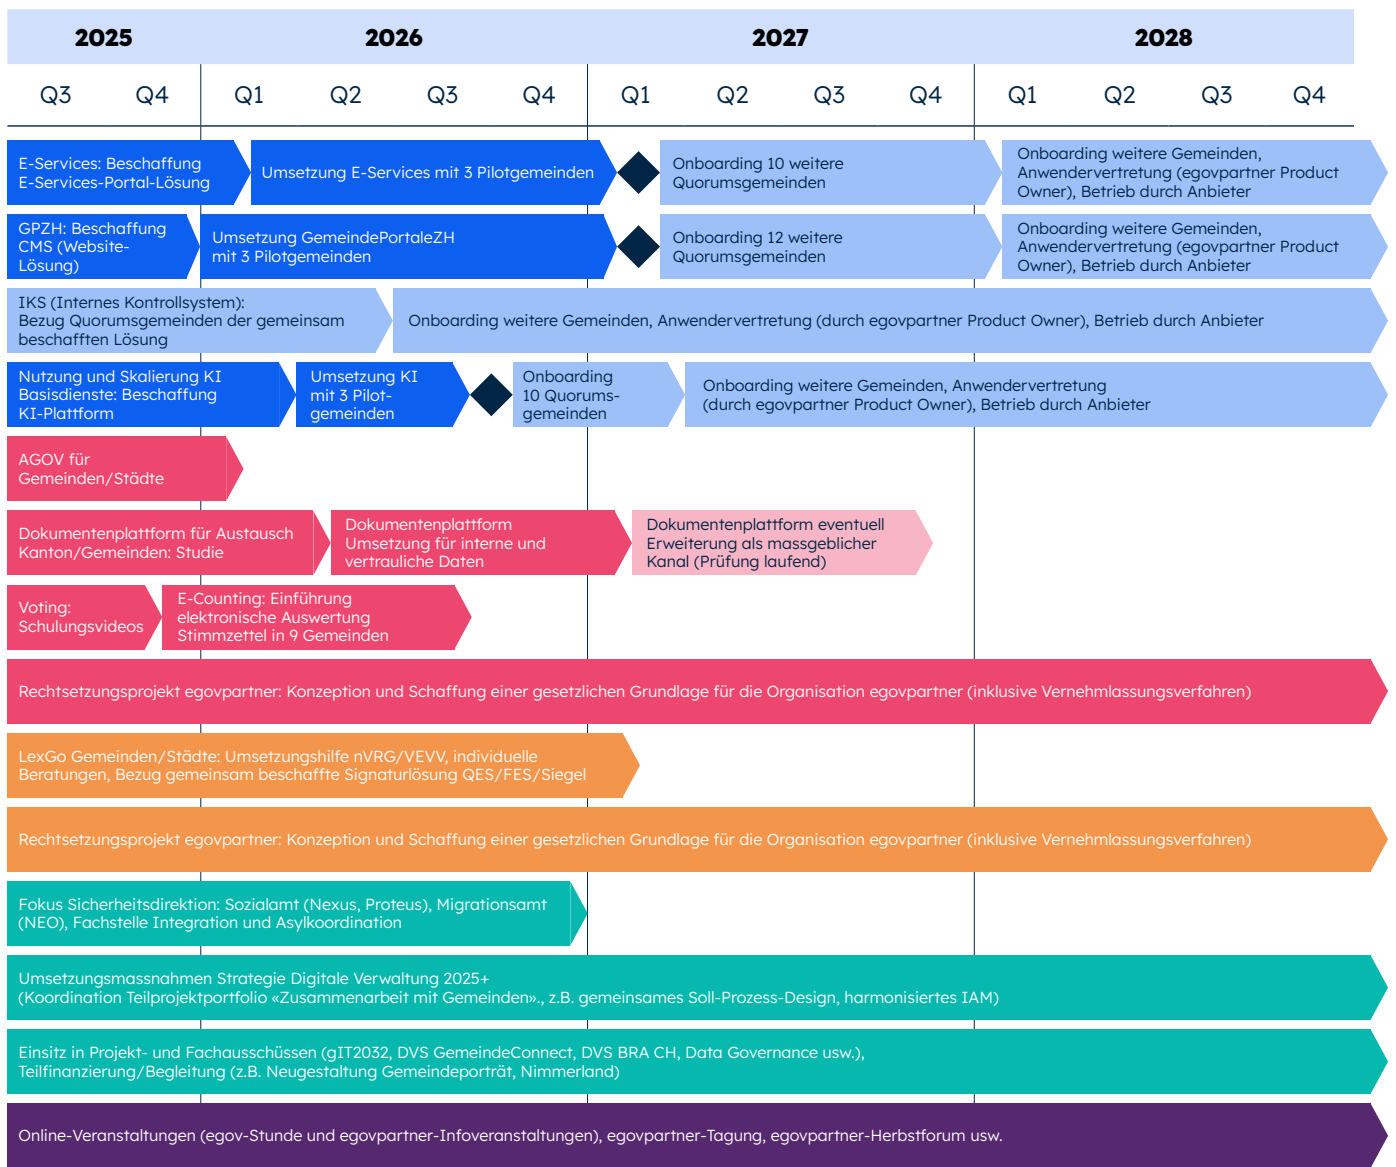 2025 2026 2027 2028
Q3 Q4 Q1 Q2 Q3 Q4 Q1 Q2 Q3 Q4 Q1 Q2 Q3 Q4
E-Services: Beschaffung
E-Services-Portal-Lösung
Umsetzung E-Services mit 3 Pilotgemeinden
Onboarding 10 weitere
Quorumsgemeinden
Onboarding weitere Gemeinden,
Anwendervertretung (egovpartner Product
Owner), Betrieb durch Anbieter
GPZH: Beschaffung
CMS (Website-
Lösung)
Umsetzung GemeindePortaleZH
mit 3 Pilotgemeinden
Onboarding 12 weitere
Quorumsgemeinden
Onboarding weitere Gemeinden,
Anwendervertretung (egovpartner Product
Owner), Betrieb durch Anbieter
IKS (Internes Kontrollsystem):
Bezug Quorumsgemeinden der gemeinsam
beschafften Lösung
Onboarding weitere Gemeinden, Anwendervertretung (durch egovpartner Product Owner), Betrieb durch Anbieter
Nutzung und Skalierung KI
Basisdienste: Beschaffung
KI-Plattform
Umsetzung KI
mit 3 Pilot-
gemeinden
Onboarding
10 Quorums-
gemeinden
Onboarding weitere Gemeinden, Anwendervertretung
(durch egovpartner Product Owner), Betrieb durch Anbieter
AGOV für
Gemeinden/Städte
Dokumentenplattform für Austausch
Kanton/Gemeinden: Studie
Dokumentenplattform
Umsetzung für interne und
vertrauliche Daten
Dokumentenplattform eventuell
Erweiterung als massgeblicher
Kanal (Prüfung laufend)
Voting:
Schulungsvideos
E-Counting: Einführung
elektronische Auswertung
Stimmzettel in 9 Gemeinden
Rechtsetzungsprojekt egovpartner: Konzeption und Schaffung einer gesetzlichen Grundlage für die Organisation egovpartner (inklusive Vernehmlassungsverfahren)
LexGo Gemeinden/Städte: Umsetzungshilfe nVRG/VEVV, individuelle
Beratungen, Bezug gemeinsam beschaffte Signaturlösung QES/FES/Siegel
Rechtsetzungsprojekt egovpartner: Konzeption und Schaffung einer gesetzlichen Grundlage für die Organisation egovpartner (inklusive Vernehmlassungsverfahren)
Fokus Sicherheitsdirektion: Sozialamt (Nexus, Proteus), Migrationsamt
(NEO), Fachstelle Integration und Asylkoordination
Umsetzungsmassnahmen Strategie Digitale Verwaltung 2025+
(Koordination Teilprojektportfolio «Zusammenarbeit mit Gemeinden»., z.B. gemeinsames Soll-Prozess-Design, harmonisiertes IAM)
Einsitz in Projekt- und Fachausschüssen (gIT2032, DVS GemeindeConnect, DVS BRA CH, Data Governance usw.),
Teilfinanzierung/Begleitung (z.B. Neugestaltung Gemeindeporträt, Nimmerland)
Online-Veranstaltungen (egov-Stunde und egovpartner-Infoveranstaltungen), egovpartner-Tagung, egovpartner-Herbstforum usw.